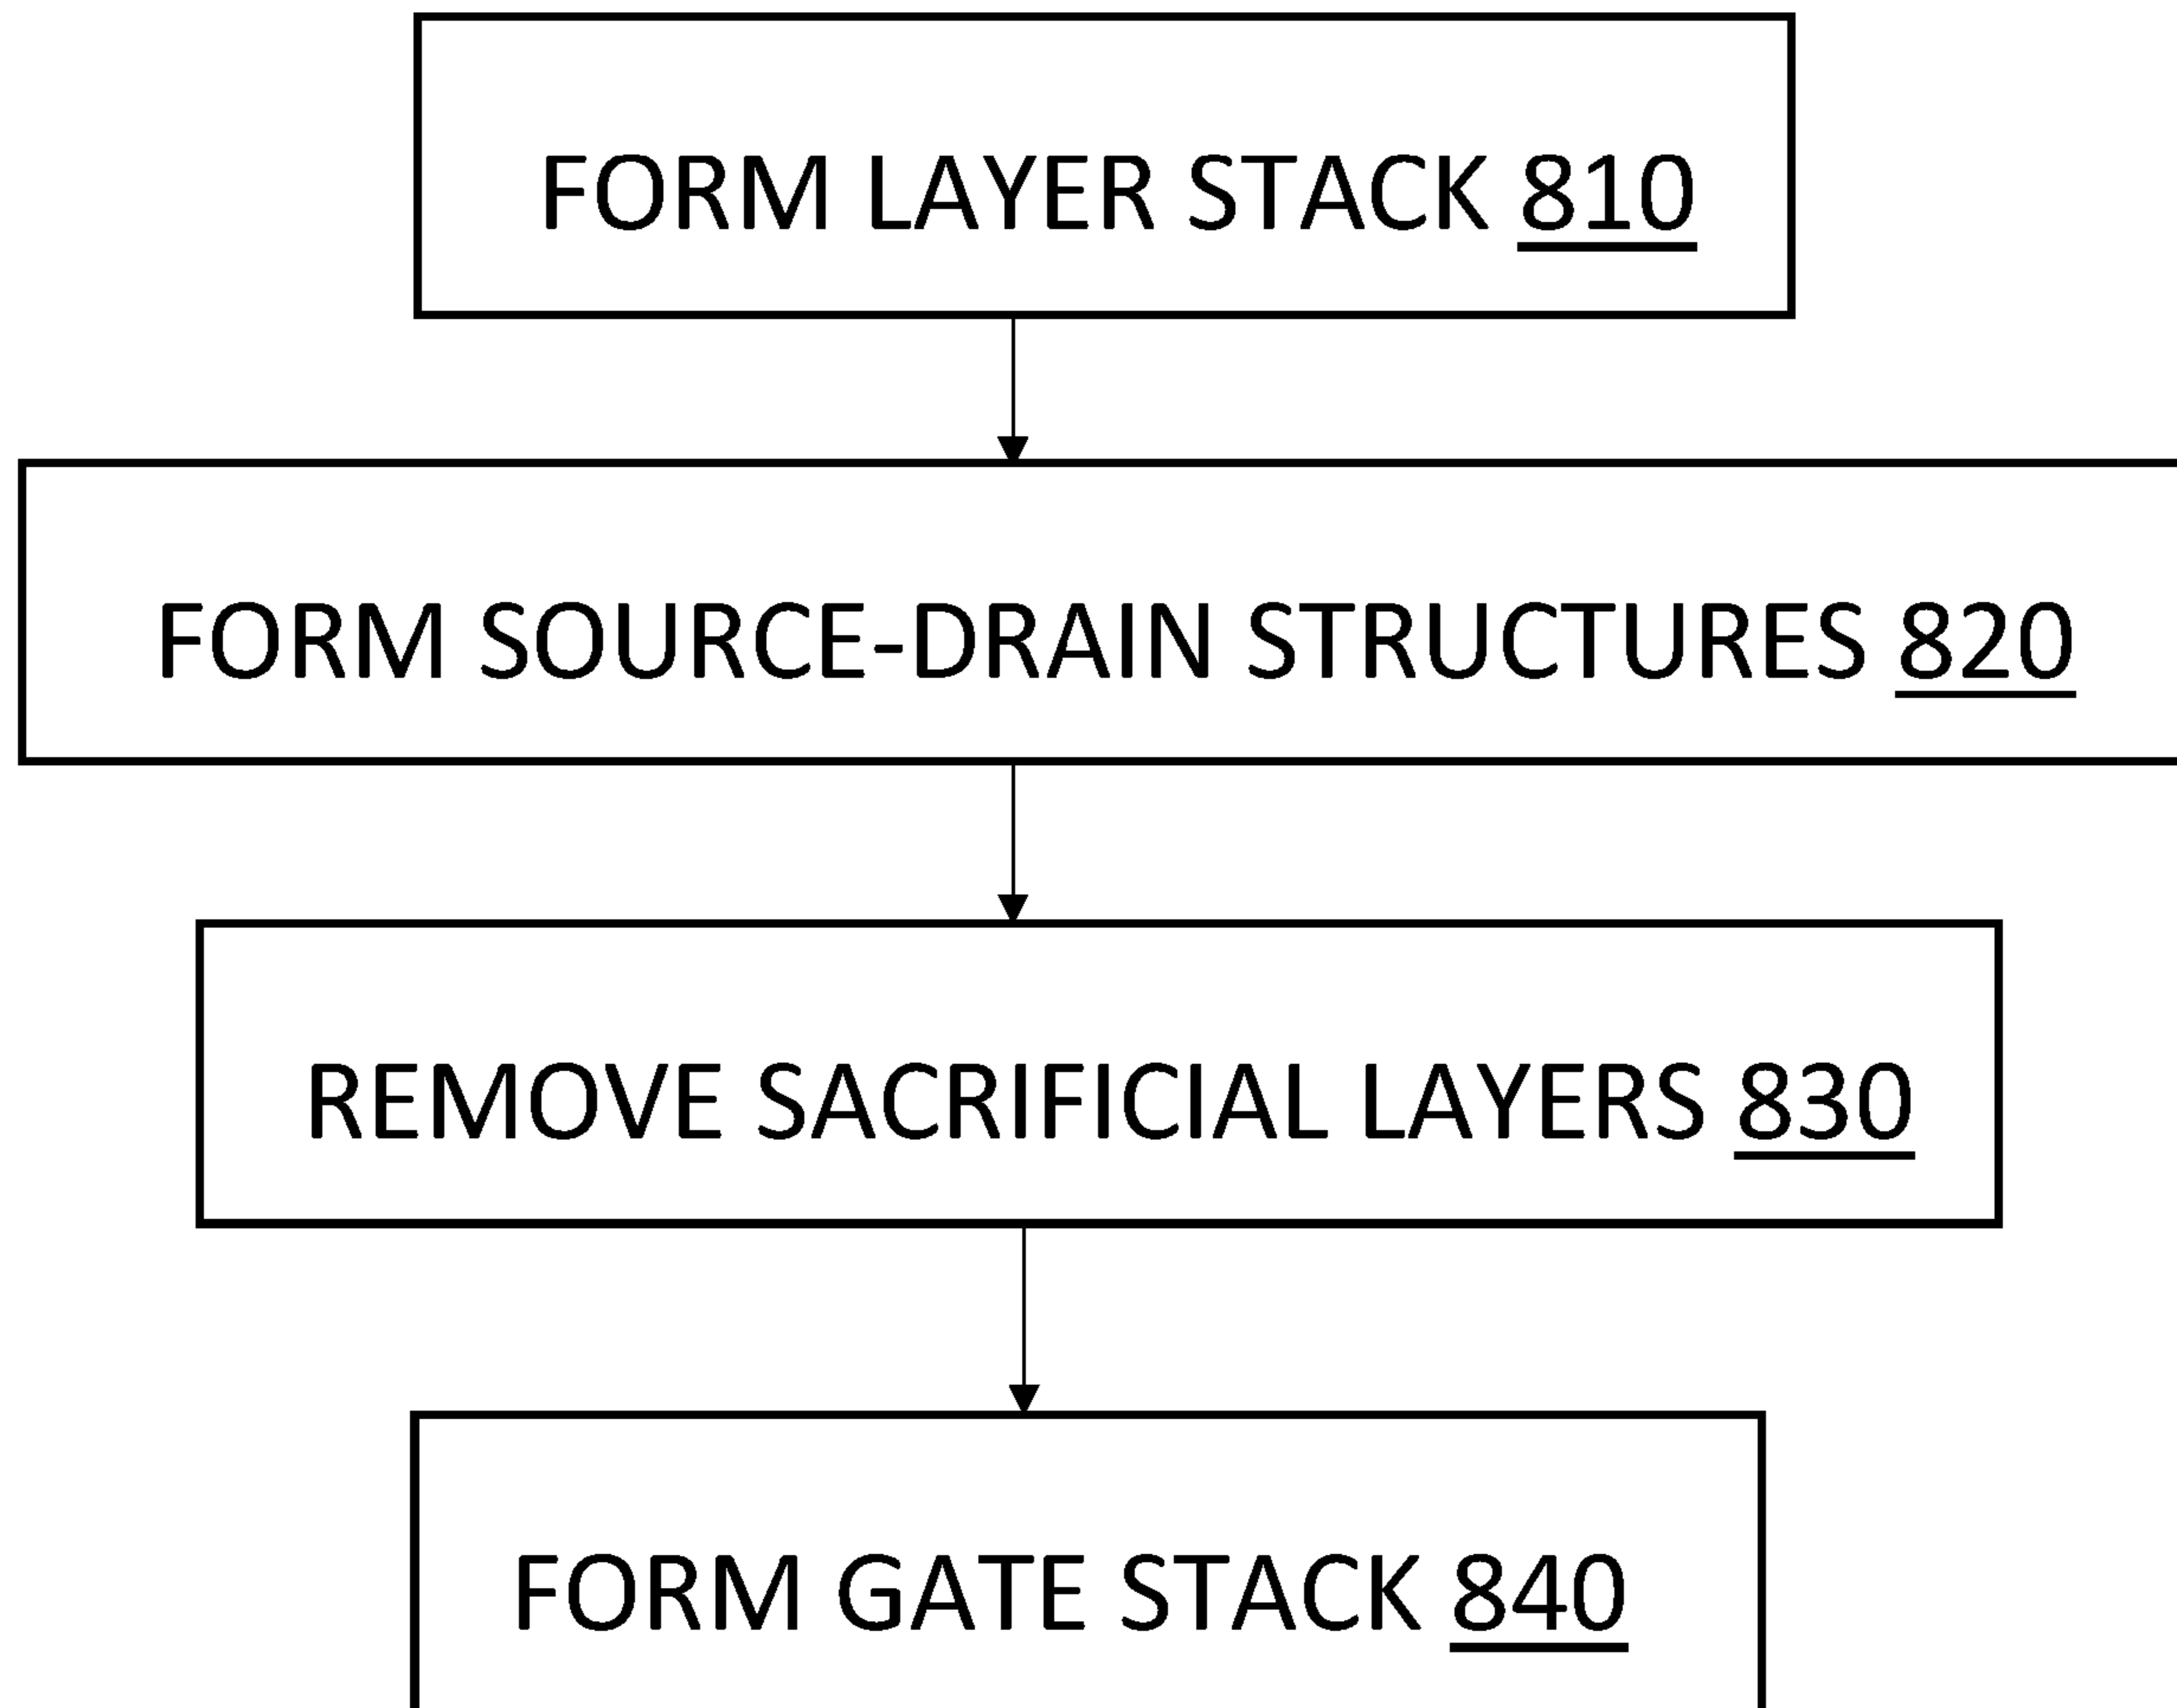 FORM LAYER STACK 810
FORM SOURCE-DRAIN STRUCTURES 820
REMOVE SACRIFICIAL LAYERS 830
FORM GATE STACK 840